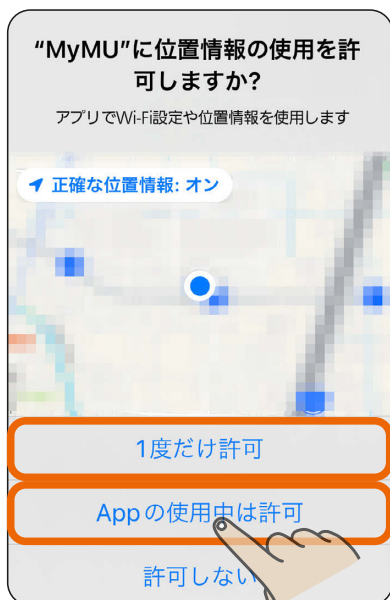 “MyMU”に位置情報の使用を許
可しますか?
アプリでWi-Fi設定や位置情報を使用します
正確な位置情報: オン
1度だけ許可
Appの使用中は許可
許可しない